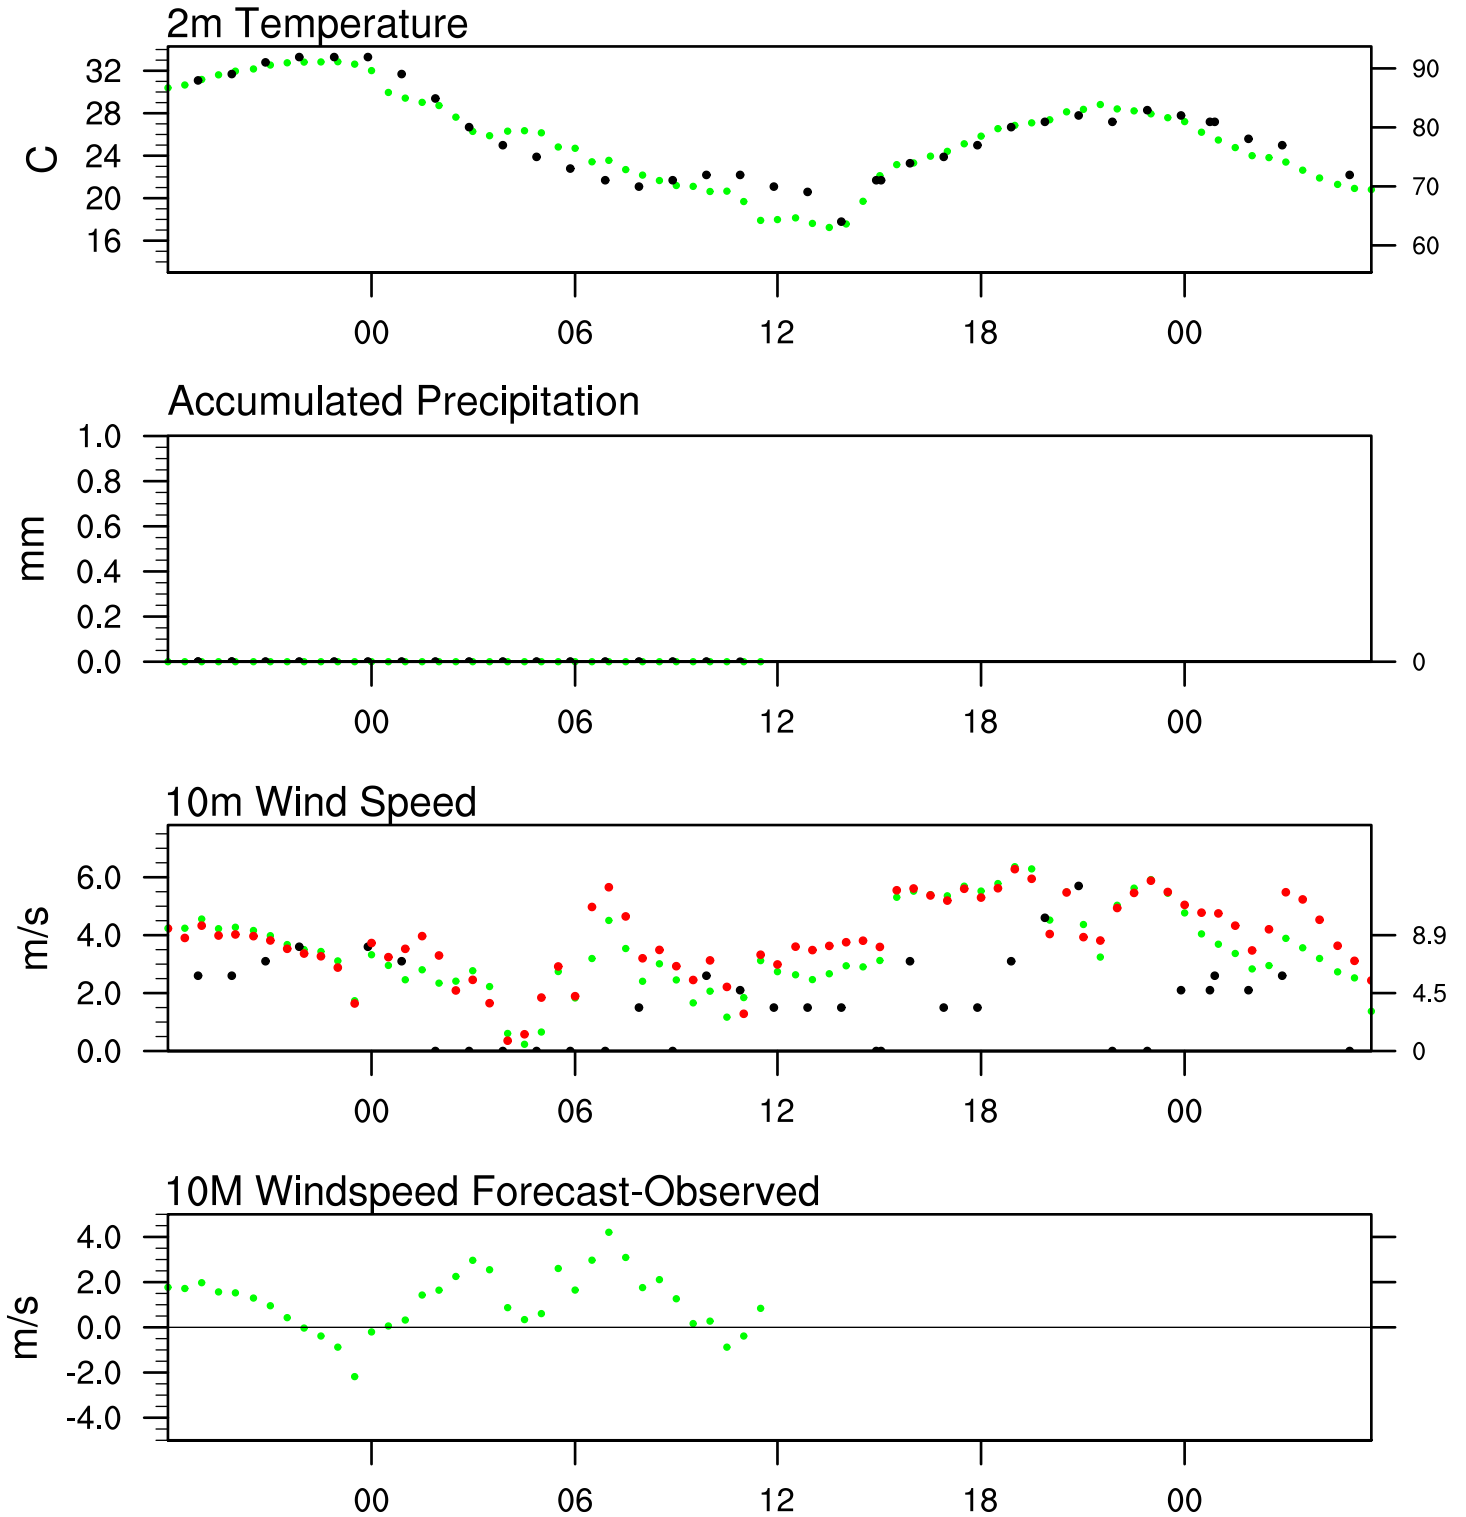 2m Temperature
C
32
28
24
20
16
90
80
70
60
00 06 12 18 00
Accumulated Precipitation
mm
1.0
0.8
0.6
0.4
0.2
0.0
0
00 06 12 18 00
10m Wind Speed
m/s
6.0
4.0
2.0
0.0
8.9
4.5
0
00 06 12 18 00
10M Windspeed Forecast-Observed
m/s
4.0
2.0
0.0
-2.0
-4.0
00 06 12 18 00